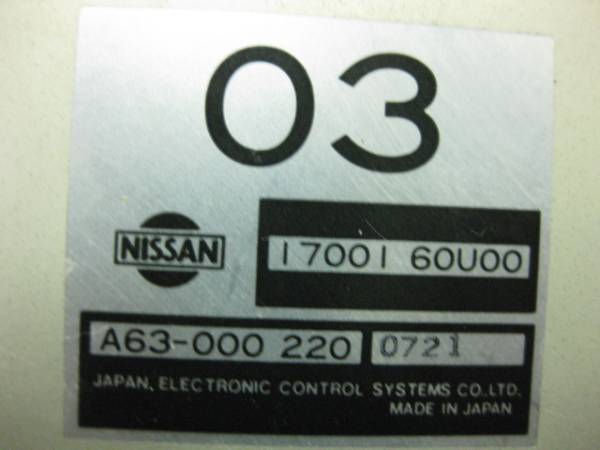 03
NISSAN
17001 60U00
A63-000 220 0721
JAPAN, ELECTRONIC CONTROL SYSTEMS CO.,LTD.
MADE IN JAPAN